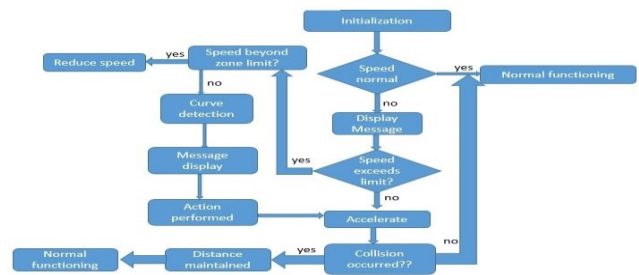 Initialization
Speed
normal
yes
Normal functioning
no
Display
Message
Speed
exceeds
limit?
yes
Speed beyond
zone limit?
yes
Reduce speed
no
Curve
detection
Message
display
Action
performed
no
Accelerate
Collision
occurred??
no
yes
Distance
maintained
Normal
functioning